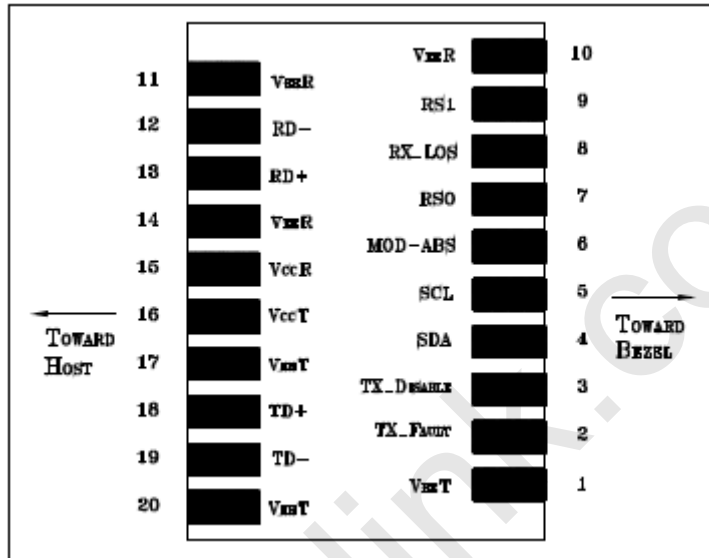 VEER 10
11 VEER
RS1 9
12 RD-
RX_LOS 8
13 RD+
RS0 7
14 VEER
MOD-ABS 6
15 VCCR
SCL 5
16 VCCT
TOWARD HOST
TOWARD BEZEL
SDA 4
17 VEET
TX_DISABLE 3
18 TD+
TX_FAULT 2
19 TD-
VEET 1
20 VEET
link.co